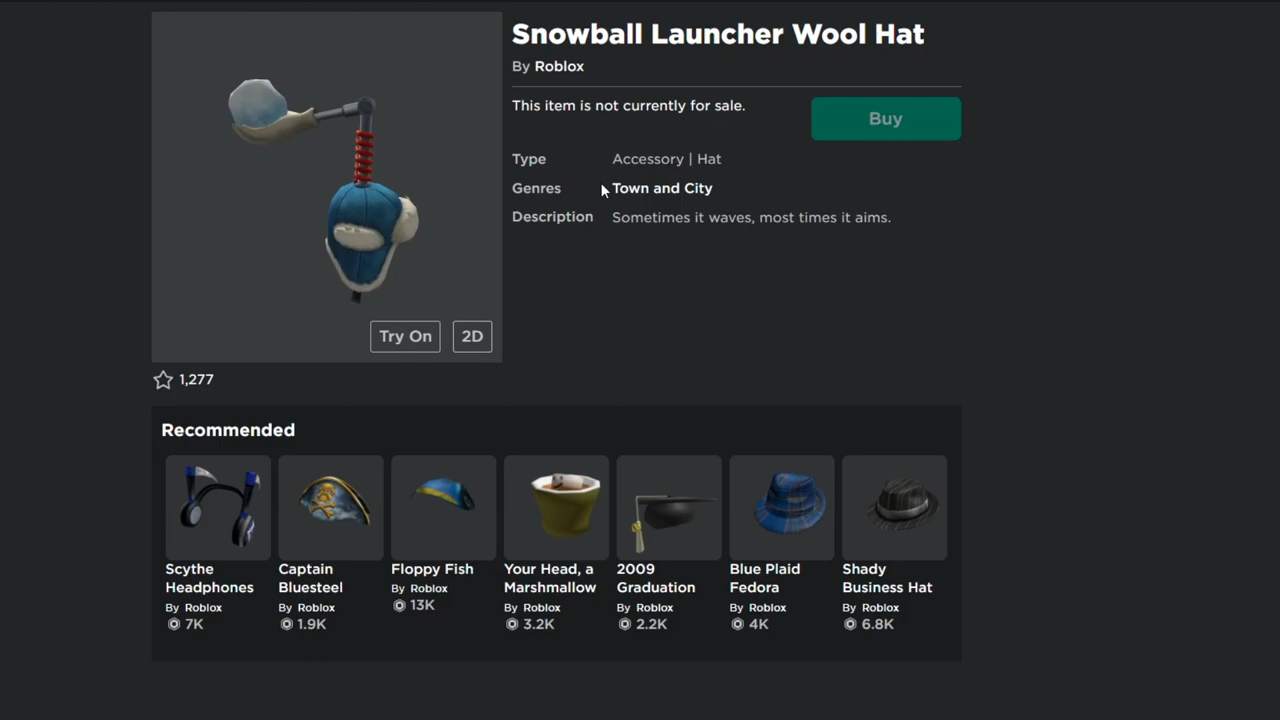 Snowball Launcher Wool Hat
By Roblox
This item is not currently for sale.
Buy
Type Accessory | Hat
Genres Town and City
Description Sometimes it waves, most times it aims.
Try On 2D
1,277
Recommended
Scythe Headphones
By Roblox
7K
Captain Bluesteel
By Roblox
1.9K
Floppy Fish
By Roblox
13K
Your Head, a Marshmallow
By Roblox
3.2K
2009 Graduation
By Roblox
2.2K
Blue Plaid Fedora
By Roblox
4K
Shady Business Hat
By Roblox
6.8K